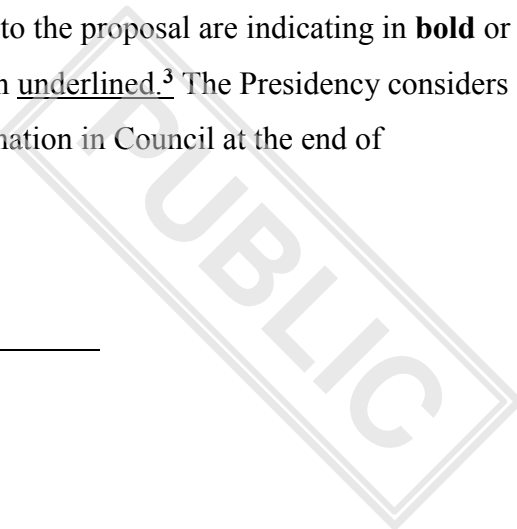 to the proposal are indicating in bold or
underlined.³ The Presidency considers
in Council at the end of
PUBLIC